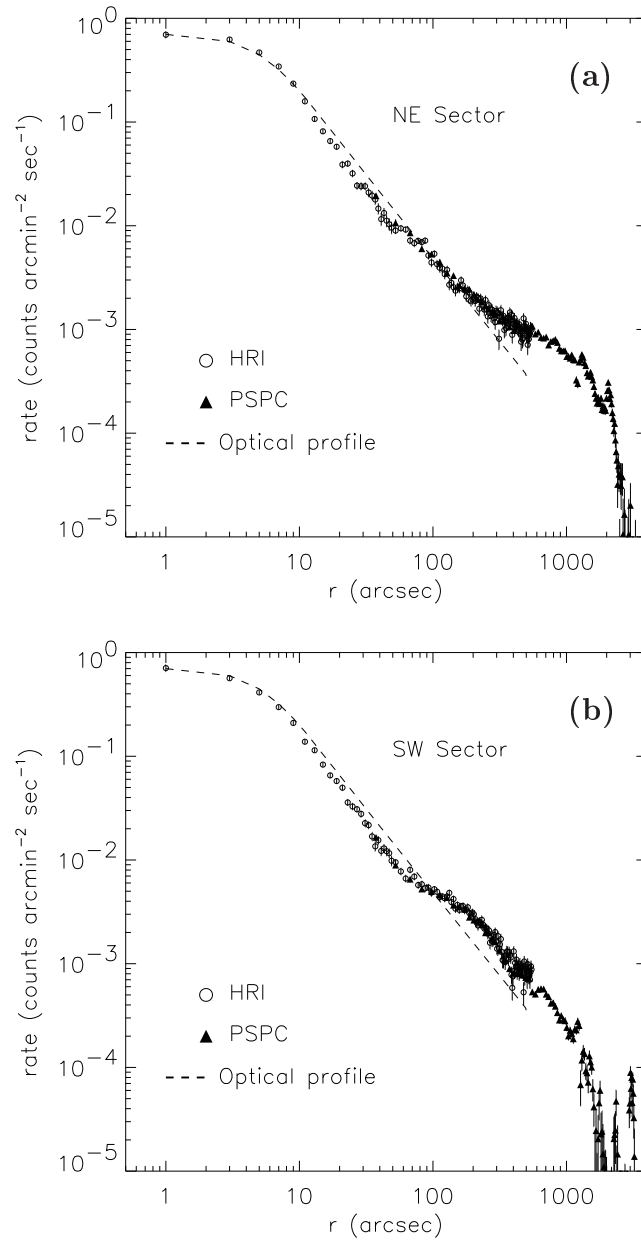 (a)
NE Sector
HRI
PSPC
Optical profile
10⁰
10⁻¹
10⁻²
10⁻³
10⁻⁴
10⁻⁵
rate (counts arcmin⁻² sec⁻¹)
1 10 100 1000
r (arcsec)
(b)
SW Sector
HRI
PSPC
Optical profile
10⁰
10⁻¹
10⁻²
10⁻³
10⁻⁴
10⁻⁵
rate (counts arcmin⁻² sec⁻¹)
1 10 100 1000
r (arcsec)